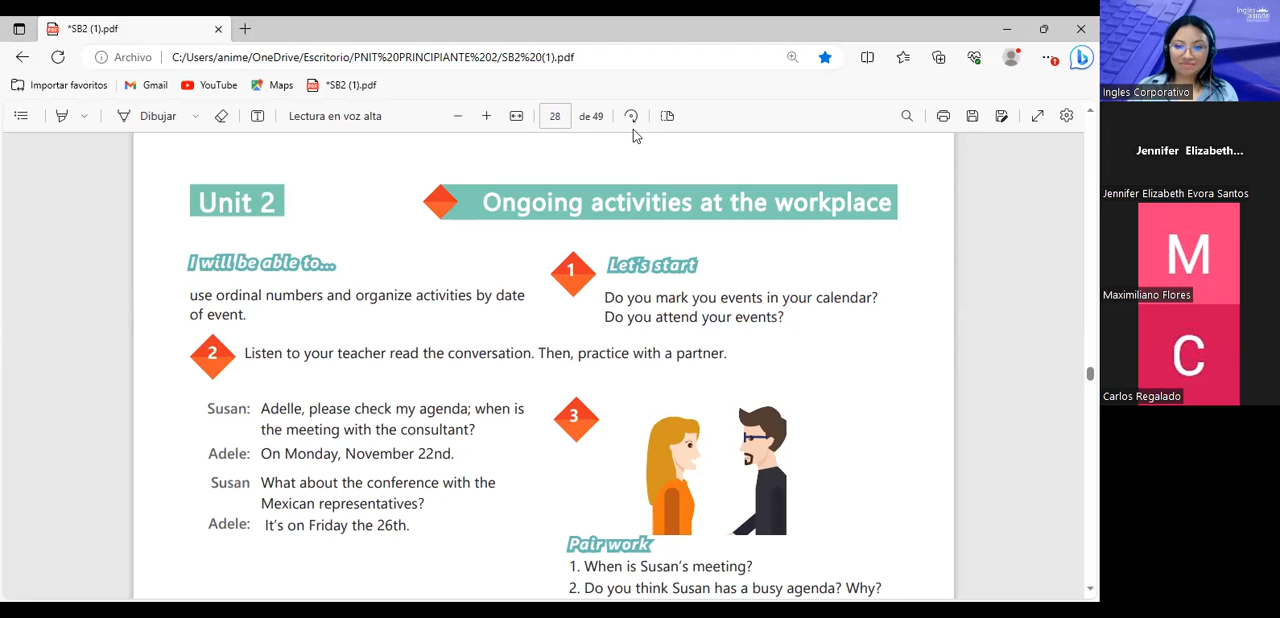 *SB2 (1).pdf
Archivo
C:/Users/anime/OneDrive/Escritorio/PNIT%20PRINCIPIANTE%202/SB2%20(1).pdf
Importar favoritos
Gmail
YouTube
Maps
*SB2 (1).pdf
Dibujar
Lectura en voz alta
28
de 49
Unit 2
Ongoing activities at the workplace
I will be able to...
use ordinal numbers and organize activities by date
of event.
1
Let's start
Do you mark you events in your calendar?
Do you attend your events?
2
Listen to your teacher read the conversation. Then, practice with a partner.
Susan: Adelle, please check my agenda; when is
the meeting with the consultant?
Adele: On Monday, November 22nd.
Susan What about the conference with the
Mexican representatives?
Adele: It's on Friday the 26th.
3
Pair work
1. When is Susan's meeting?
2. Do you think Susan has a busy agenda? Why?
Ingles Corporativo
Jennifer Elizabeth...
Jennifer Elizabeth Evora Santos
M
Maximiliano Flores
C
Carlos Regalado